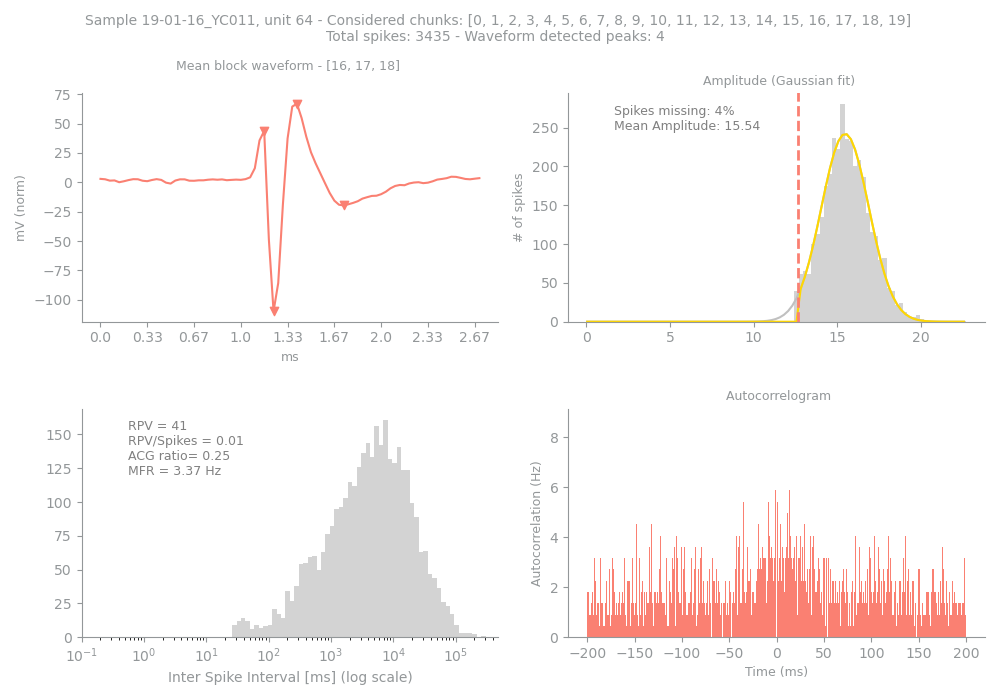 Sample 19-01-16_YC011, unit 64 - Considered chunks: [0, 1, 2, 3, 4, 5, 6, 7, 8, 9, 10, 11, 12, 13, 14, 15, 16, 17, 18, 19]
Total spikes: 3435 - Waveform detected peaks: 4
Mean block waveform - [16, 17, 18]
75
50
25
0
−25
−50
−75
−100
mV (norm)
0.0 0.33 0.67 1.0 1.33 1.67 2.0 2.33 2.67
ms
Amplitude (Gaussian fit)
Spikes missing: 4%
Mean Amplitude: 15.54
250
200
150
100
50
0
# of spikes
0 5 10 15 20
RPV = 41
RPV/Spikes = 0.01
ACG ratio= 0.25
MFR = 3.37 Hz
150
125
100
75
50
25
0
10⁻¹ 10⁰ 10¹ 10² 10³ 10⁴ 10⁵
Inter Spike Interval [ms] (log scale)
Autocorrelogram
8
6
4
2
0
Autocorrelation (Hz)
−200 −150 −100 −50 0 50 100 150 200
Time (ms)